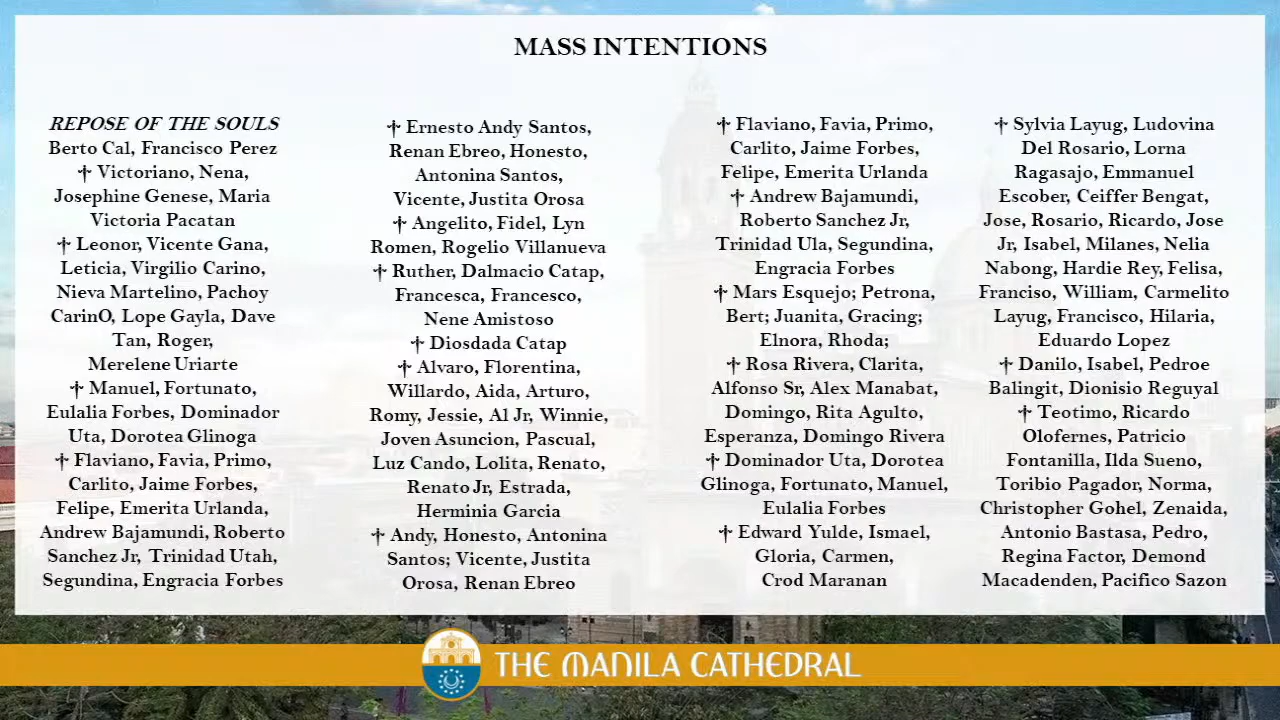 MASS INTENTIONS
REPOSE OF THE SOULS
Berto Cal, Francisco Perez
✝ Victoriano, Nena,
Josephine Genese, Maria
Victoria Pacatan
✝ Leonor, Vicente Gana,
Leticia, Virgilio Carino,
Nieva Martelino, Pachoy
CarinO, Lope Gayla, Dave
Tan, Roger,
Merelene Uriarte
✝ Manuel, Fortunato,
Eulalia Forbes, Dominador
Uta, Dorotea Glinoga
✝ Flaviano, Favia, Primo,
Carlito, Jaime Forbes,
Felipe, Emerita Urlanda,
Andrew Bajamundi, Roberto
Sanchez Jr, Trinidad Utah,
Segundina, Engracia Forbes
✝ Ernesto Andy Santos,
Renan Ebreo, Honesto,
Antonina Santos,
Vicente, Justita Orosa
✝ Angelito, Fidel, Lyn
Romen, Rogelio Villanueva
✝ Ruther, Dalmacio Catap,
Francesca, Francesco,
Nene Amistoso
✝ Diosdada Catap
✝ Alvaro, Florentina,
Willardo, Aida, Arturo,
Romy, Jessie, Al Jr, Winnie,
Joven Asuncion, Pascual,
Luz Cando, Lolita, Renato,
Renato Jr, Estrada,
Herminia Garcia
✝ Andy, Honesto, Antonina
Santos; Vicente, Justita
Orosa, Renan Ebreo
✝ Flaviano, Favia, Primo,
Carlito, Jaime Forbes,
Felipe, Emerita Urlanda
✝ Andrew Bajamundi,
Roberto Sanchez Jr,
Trinidad Ula, Segundina,
Engracia Forbes
✝ Mars Esquejo; Petrona,
Bert; Juanita, Gracing;
Elnora, Rhoda;
✝ Rosa Rivera, Clarita,
Alfonso Sr, Alex Manabat,
Domingo, Rita Agulto,
Esperanza, Domingo Rivera
✝ Dominador Uta, Dorotea
Glinoga, Fortunato, Manuel,
Eulalia Forbes
✝ Edward Yulde, Ismael,
Gloria, Carmen,
Crod Maranan
✝ Sylvia Layug, Ludovina
Del Rosario, Lorna
Ragasajo, Emmanuel
Escober, Ceiffer Bengat,
Jose, Rosario, Ricardo, Jose
Jr, Isabel, Milanes, Nelia
Nabong, Hardie Rey, Felisa,
Franciso, William, Carmelito
Layug, Francisco, Hilaria,
Eduardo Lopez
✝ Danilo, Isabel, Pedroe
Balingit, Dionisio Reguyal
✝ Teotimo, Ricardo
Olofernes, Patricio
Fontanilla, Ilda Sueno,
Toribio Pagador, Norma,
Christopher Gohel, Zenaida,
Antonio Bastasa, Pedro,
Regina Factor, Demond
Macadenden, Pacifico Sazon
THE MANILA CATHEDRAL